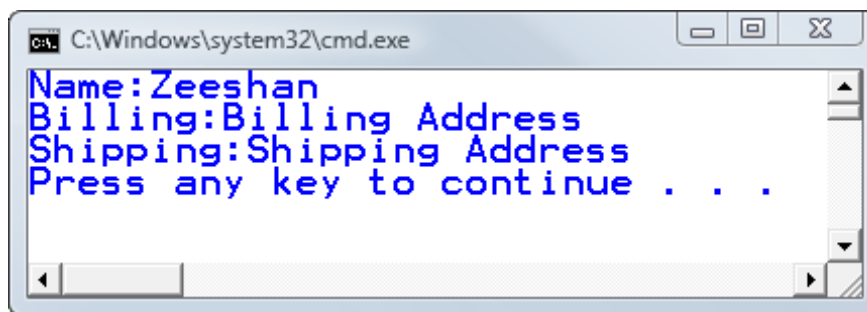 C:\Windows\system32\cmd.exe
Name:Zeeshan
Billing:Billing Address
Shipping:Shipping Address
Press any key to continue . . .